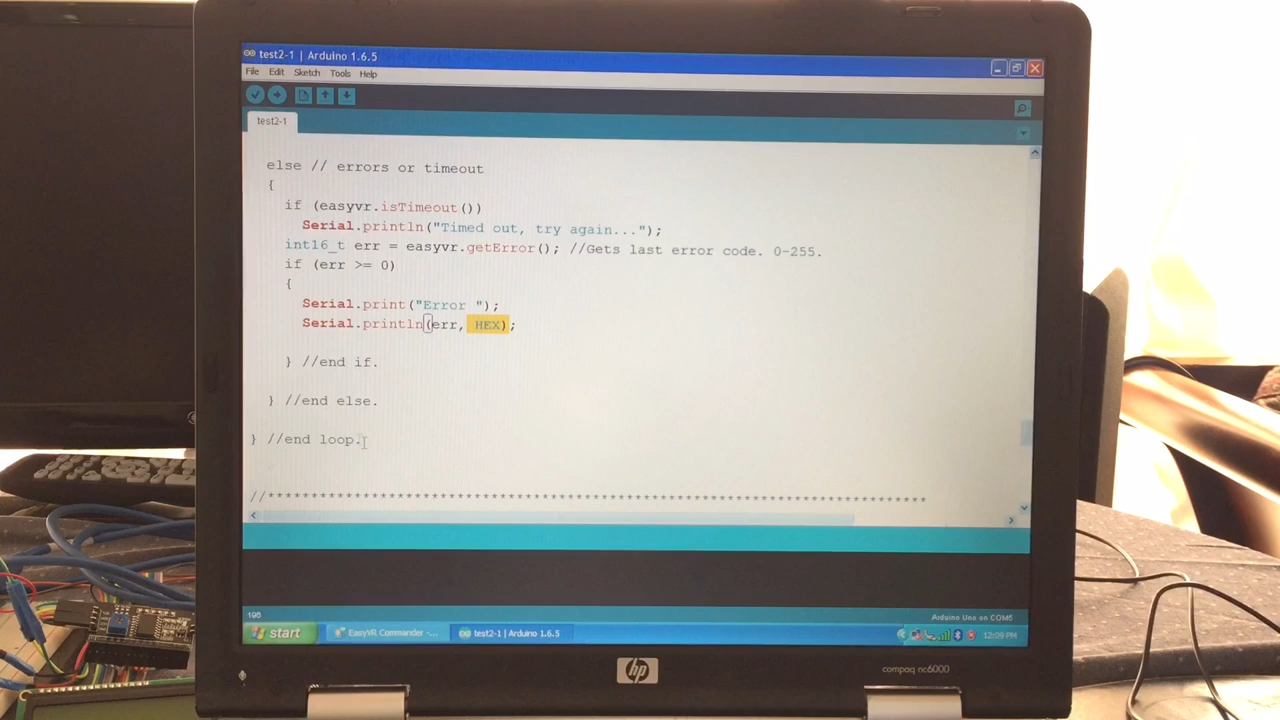 test2-1 | Arduino 1.6.5
File Edit Sketch Tools Help
test2-1
else // errors or timeout
{
if (easyvr.isTimeout())
Serial.println("Timed out, try again...");
int16_t err = easyvr.getError(); //Gets last error code. 0-255.
if (err >= 0)
{
Serial.print("Error ");
Serial.println(err, HEX);
} //end if.
} //end else.
} //end loop.
//****************************************************************************
196
Arduino Uno on COM5
start EasyVR Commander -... test2-1 | Arduino 1.6.5 12:09 PM
hp
compaq nc6000